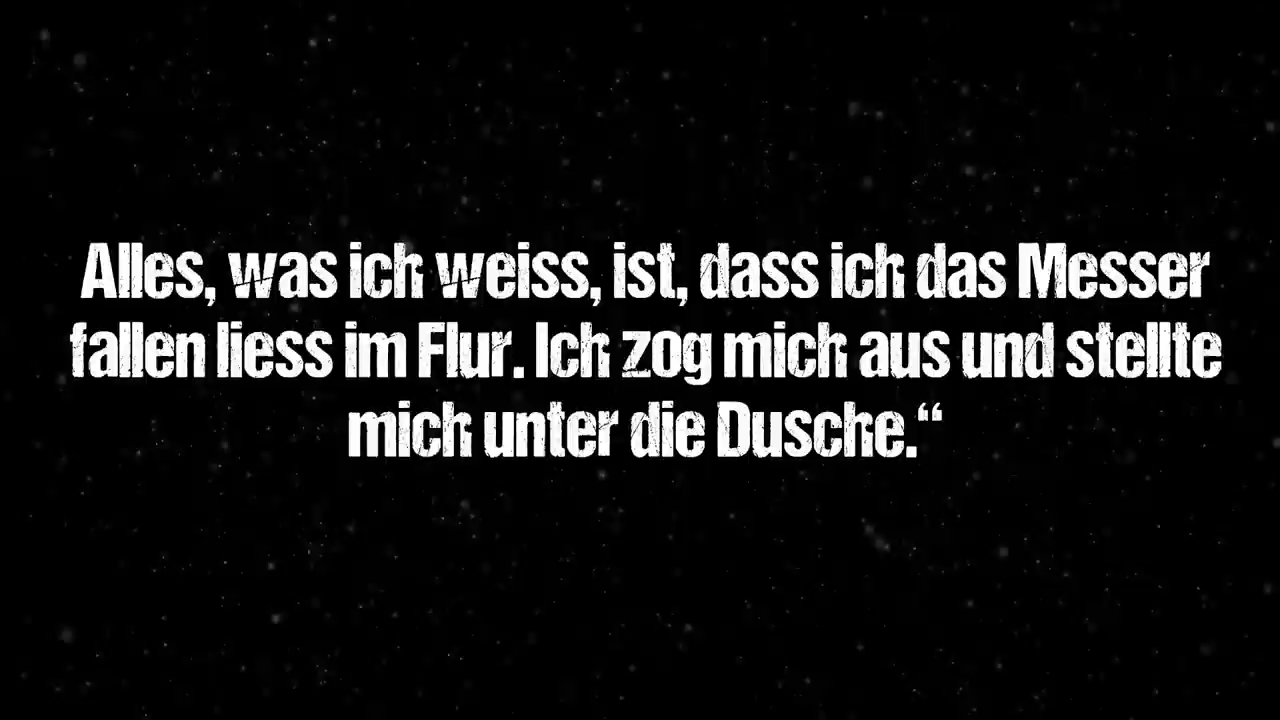 Alles, was ich weiss, ist, dass ich das Messer
fallen liess im Flur. Ich zog mich aus und stellte
mich unter die Dusche.“